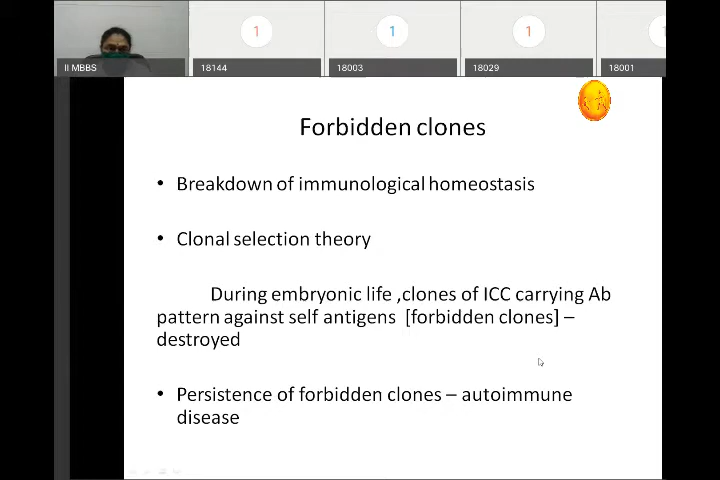 1 1 1 1
II MBBS 18144 18003 18029 18001
Forbidden clones
• Breakdown of immunological homeostasis
• Clonal selection theory
During embryonic life ,clones of ICC carrying Ab
pattern against self antigens [forbidden clones] –
destroyed
• Persistence of forbidden clones – autoimmune
disease